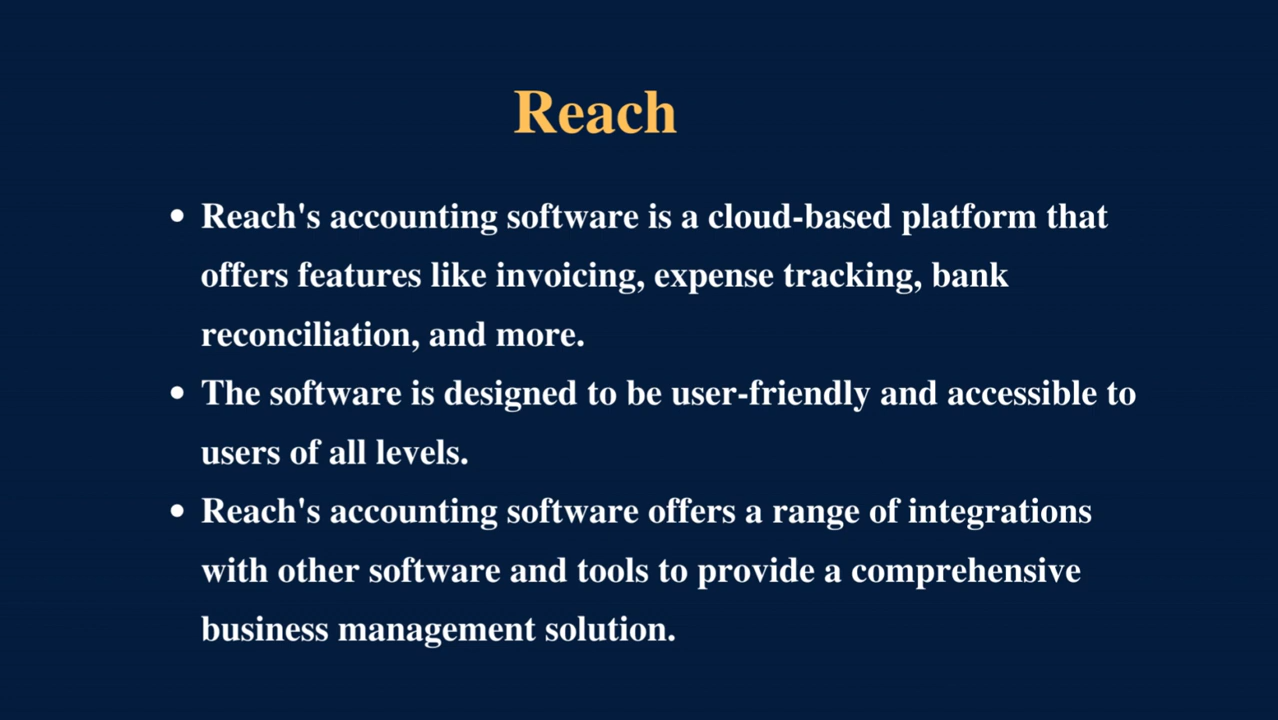 Reach
• Reach's accounting software is a cloud-based platform that
offers features like invoicing, expense tracking, bank
reconciliation, and more.
• The software is designed to be user-friendly and accessible to
users of all levels.
• Reach's accounting software offers a range of integrations
with other software and tools to provide a comprehensive
business management solution.